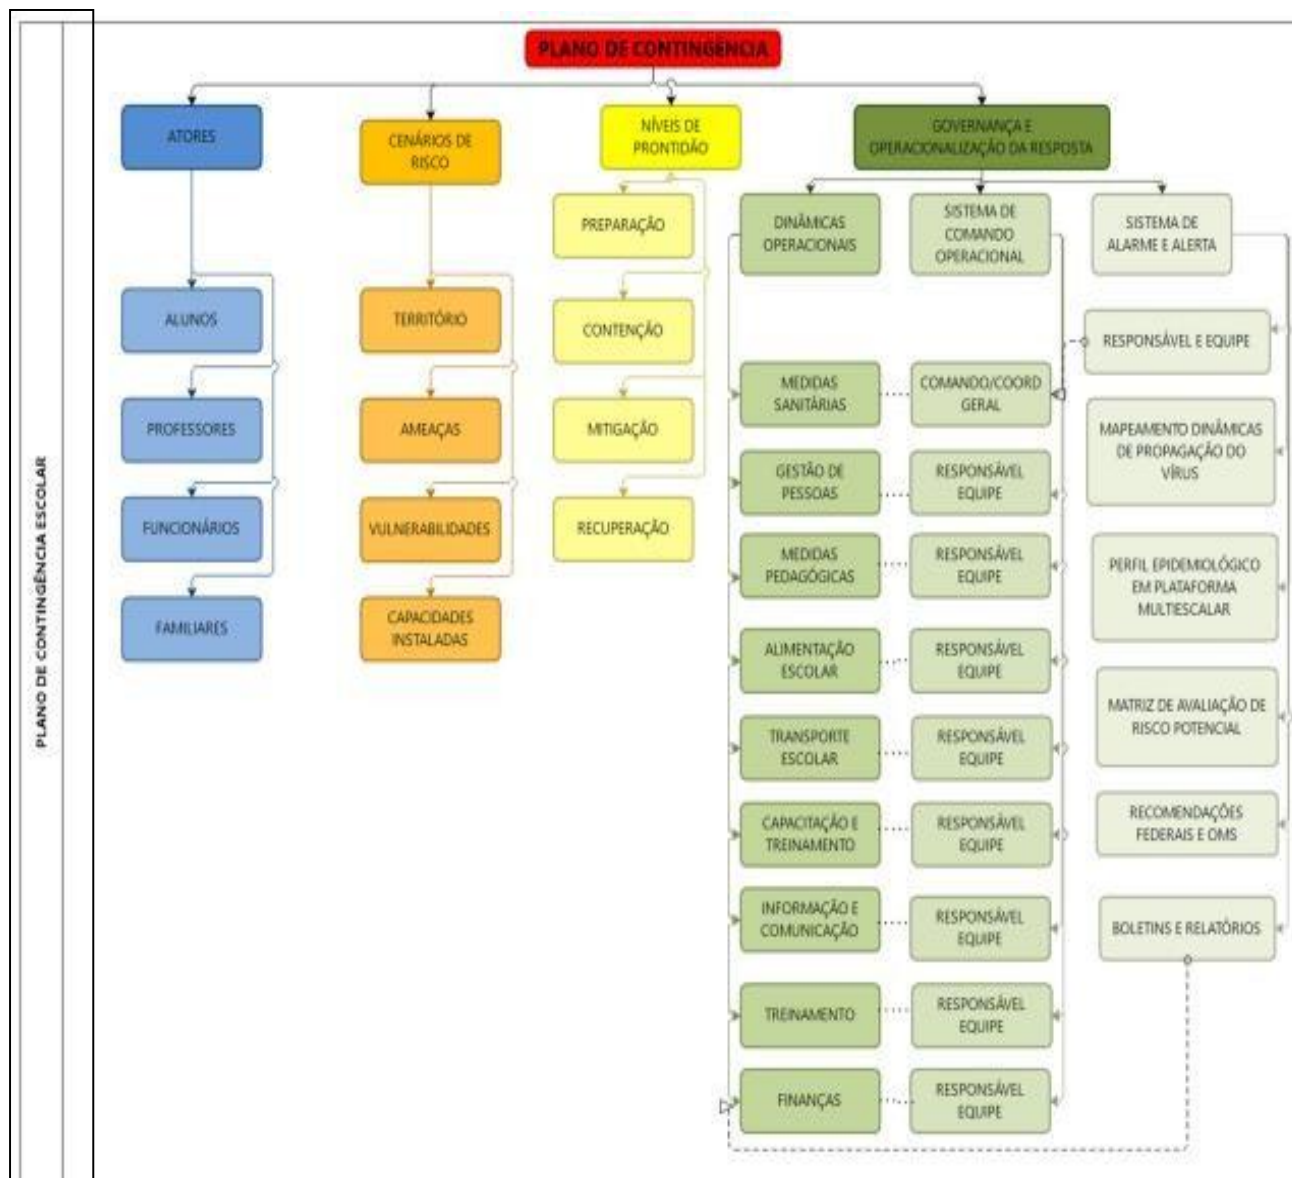 PLANO DE CONTINGÊNCIA ESCOLAR
PLANO DE CONTINGÊNCIA
ATORES
CENÁRIOS DE
RISCO
NÍVEIS DE
PRONTIDÃO
GOVERNANÇA E
OPERACIONALIZAÇÃO DA RESPOSTA
ALUNOS
PROFESSORES
FUNCIONÁRIOS
FAMILIARES
TERRITÓRIO
AMEAÇAS
VULNERABILIDADES
CAPACIDADES
INSTALADAS
PREPARAÇÃO
CONTENÇÃO
MITIGAÇÃO
RECUPERAÇÃO
DINÂMICAS
OPERACIONAIS
MEDIDAS
SANITÁRIAS
GESTÃO DE
PESSOAS
MEDIDAS
PEDAGÓGICAS
ALIMENTAÇÃO
ESCOLAR
TRANSPORTE
ESCOLAR
CAPACITAÇÃO E
TREINAMENTO
INFORMAÇÃO E
COMUNICAÇÃO
TREINAMENTO
FINANÇAS
SISTEMA DE
COMANDO
OPERACIONAL
COMANDO/COORD
GERAL
RESPONSÁVEL
EQUIPE
RESPONSÁVEL
EQUIPE
RESPONSÁVEL
EQUIPE
RESPONSÁVEL
EQUIPE
RESPONSÁVEL
EQUIPE
RESPONSÁVEL
EQUIPE
RESPONSÁVEL
EQUIPE
RESPONSÁVEL
EQUIPE
SISTEMA DE
ALARME E ALERTA
RESPONSÁVEL E EQUIPE
MAPEAMENTO DINÂMICAS
DE PROPAGAÇÃO DO
VÍRUS
PERFIL EPIDEMIOLÓGICO
EM PLATAFORMA
MULTIESCALAR
MATRIZ DE AVALIAÇÃO DE
RISCO POTENCIAL
RECOMENDAÇÕES
FEDERAIS E OMS
BOLETINS E RELATÓRIOS